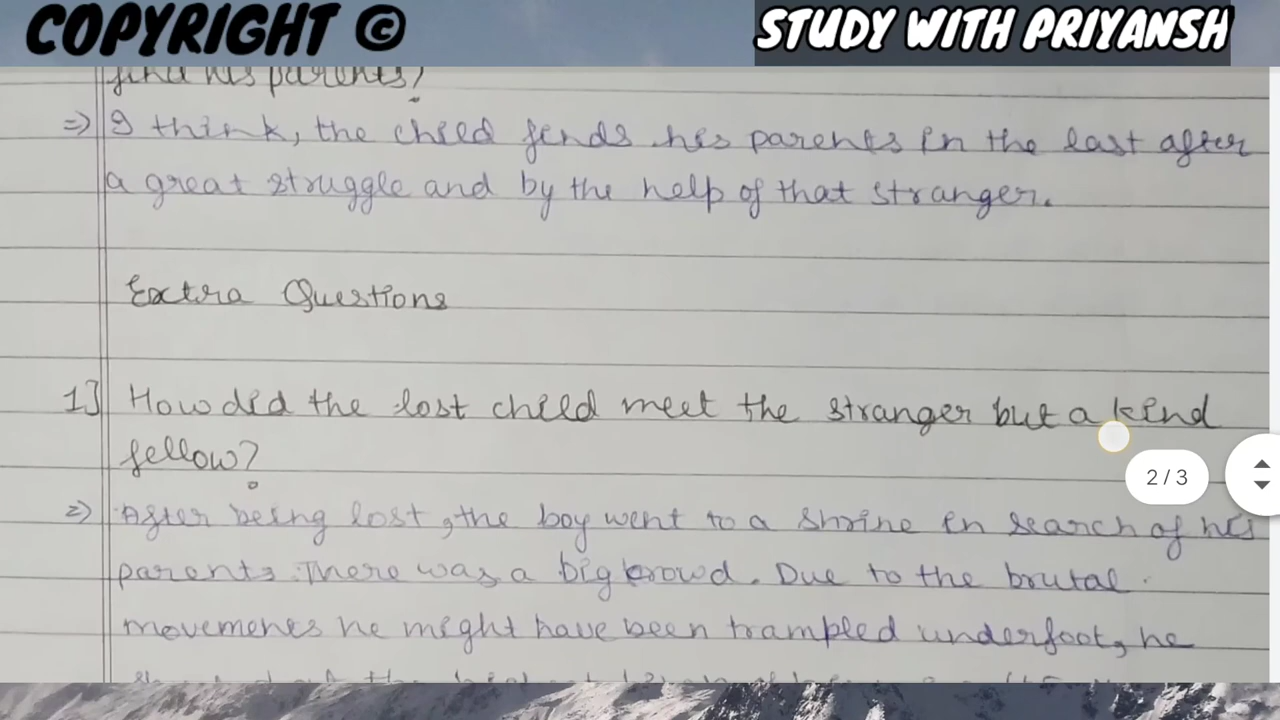 COPYRIGHT ©
STUDY WITH PRIYANSH
find his parents?
=> I think, the child finds his parents in the last after
a great struggle and by the help of that stranger.
Extra Questions
1] How did the lost child meet the stranger but a kind
fellow?
=> After being lost, the boy went to a shrine in search of his
parents. There was a big crowd. Due to the brutal
2/3
movements he might have been trampled underfoot, he